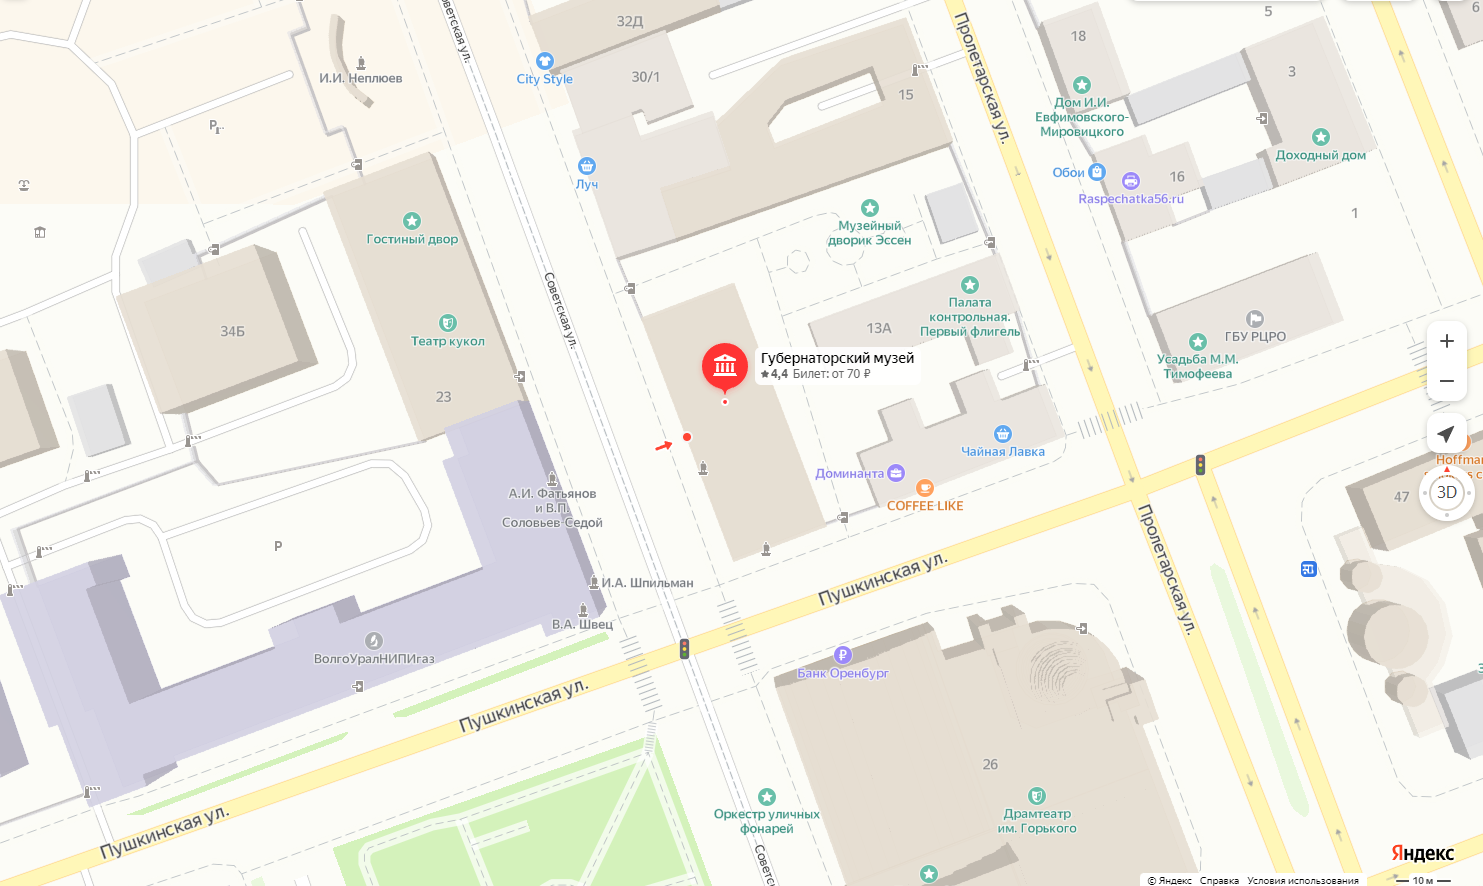 Советская ул.
32Д
Пролетарская ул.
18
5
6
И.И. Неплюев
City Style
30/1
15
3
Дом И.И.
Евфимовского-
Мировицкого
P
Доходный дом
Луч
Обои
16
Raspechatka56.ru
Гостиный двор
Музейный
дворик Эссен
1
Советская ул.
34Б
Театр кукол
Палата
контрольная.
Первый флигель
13А
ГБУ РЦРО
Усадьба М.М.
Тимофеева
Губернаторский музей
4,4 Билет: от 70 ₽
23
Чайная Лавка
Доминанта
COFFEE LIKE
А.И. Фатьянов
и В.П.
Соловьев-Седой
47
3D
P
Пролетарская ул.
И.А. Шпильман
Пушкинская ул.
В.А. Швец
ВолгоУралНИПИгаз
Банк Оренбург
Пушкинская ул.
26
Оркестр уличных
фонарей
Драмтеатр
им. Горького
Пушкинская ул.
Яндекс
© Яндекс Справка Условия использования
10 м